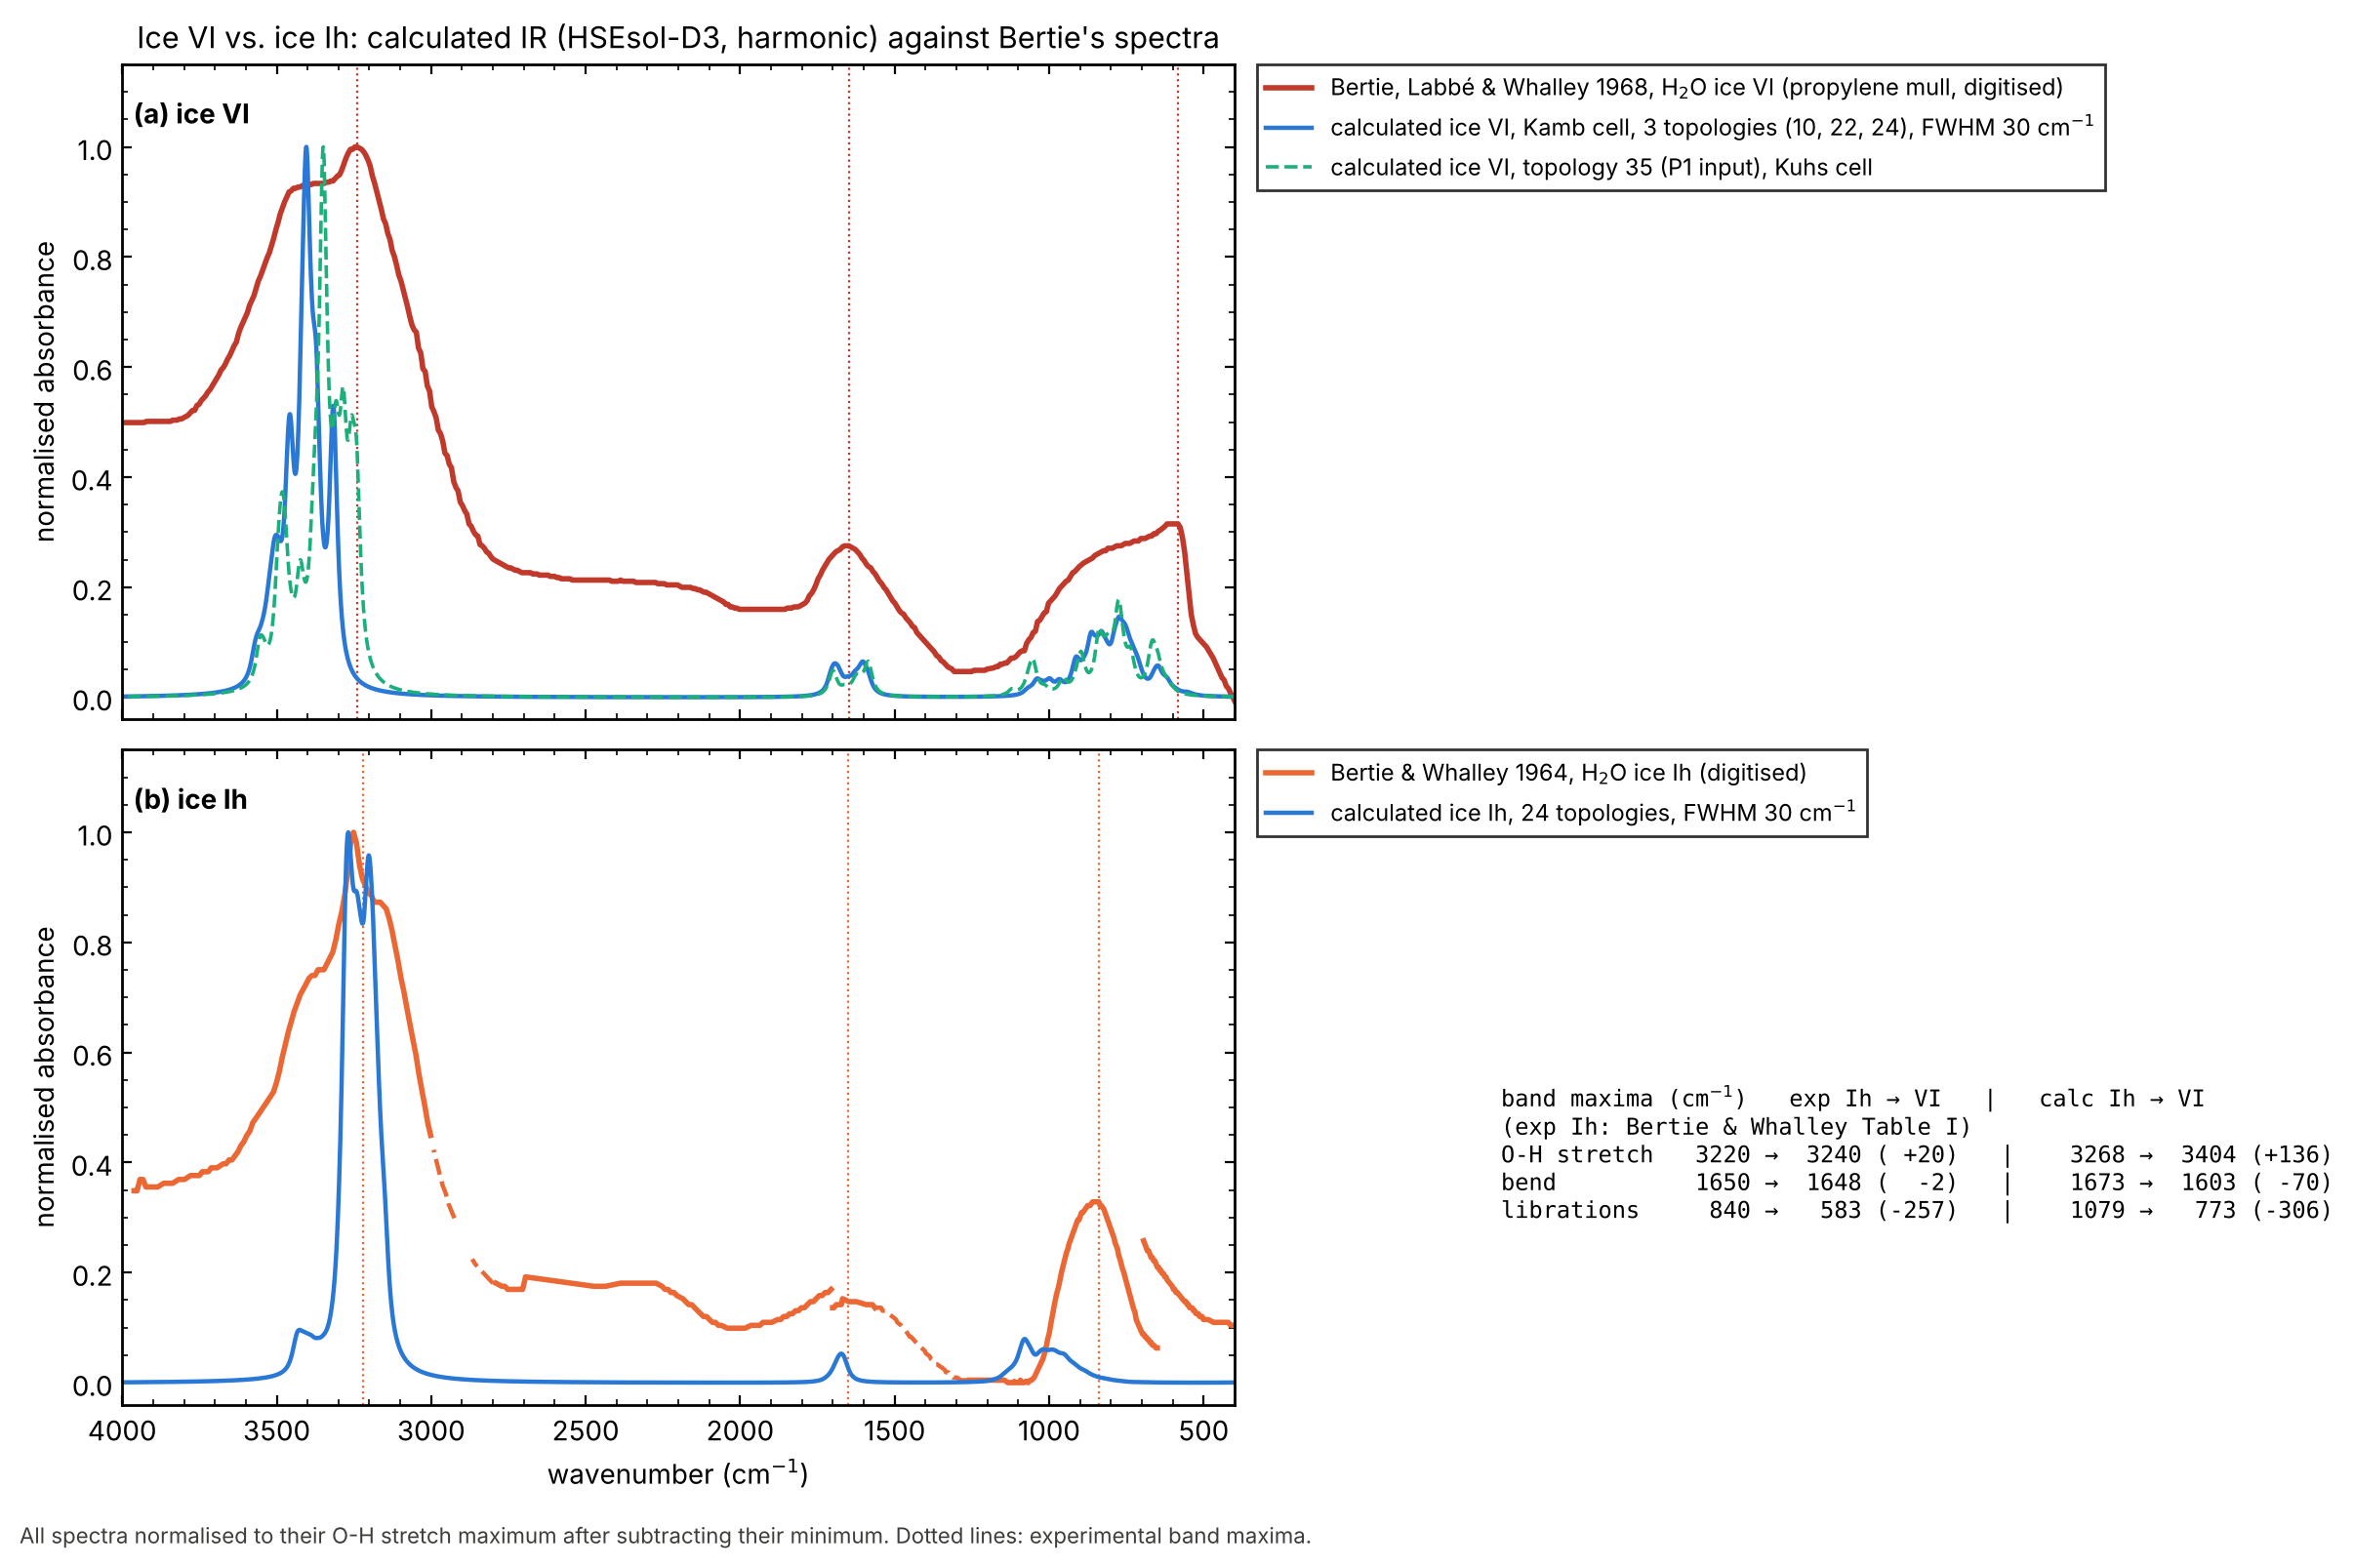 Ice VI vs. ice Ih: calculated IR (HSEsol-D3, harmonic) against Bertie's spectra
(a) ice VI
normalised absorbance
1.0
0.8
0.6
0.4
0.2
0.0
Bertie, Labbé & Whalley 1968, H₂O ice VI (propylene mull, digitised)
calculated ice VI, Kamb cell, 3 topologies (10, 22, 24), FWHM 30 cm⁻¹
calculated ice VI, topology 35 (P1 input), Kuhs cell
(b) ice Ih
normalised absorbance
1.0
0.8
0.6
0.4
0.2
0.0
4000 3500 3000 2500 2000 1500 1000 500
wavenumber (cm⁻¹)
Bertie & Whalley 1964, H₂O ice Ih (digitised)
calculated ice Ih, 24 topologies, FWHM 30 cm⁻¹
band maxima (cm⁻¹) exp Ih → VI | calc Ih → VI
(exp Ih: Bertie & Whalley Table I)
O-H stretch 3220 → 3240 ( +20) | 3268 → 3404 (+136)
bend 1650 → 1648 ( -2) | 1673 → 1603 ( -70)
librations 840 → 583 (-257) | 1079 → 773 (-306)
All spectra normalised to their O-H stretch maximum after subtracting their minimum. Dotted lines: experimental band maxima.